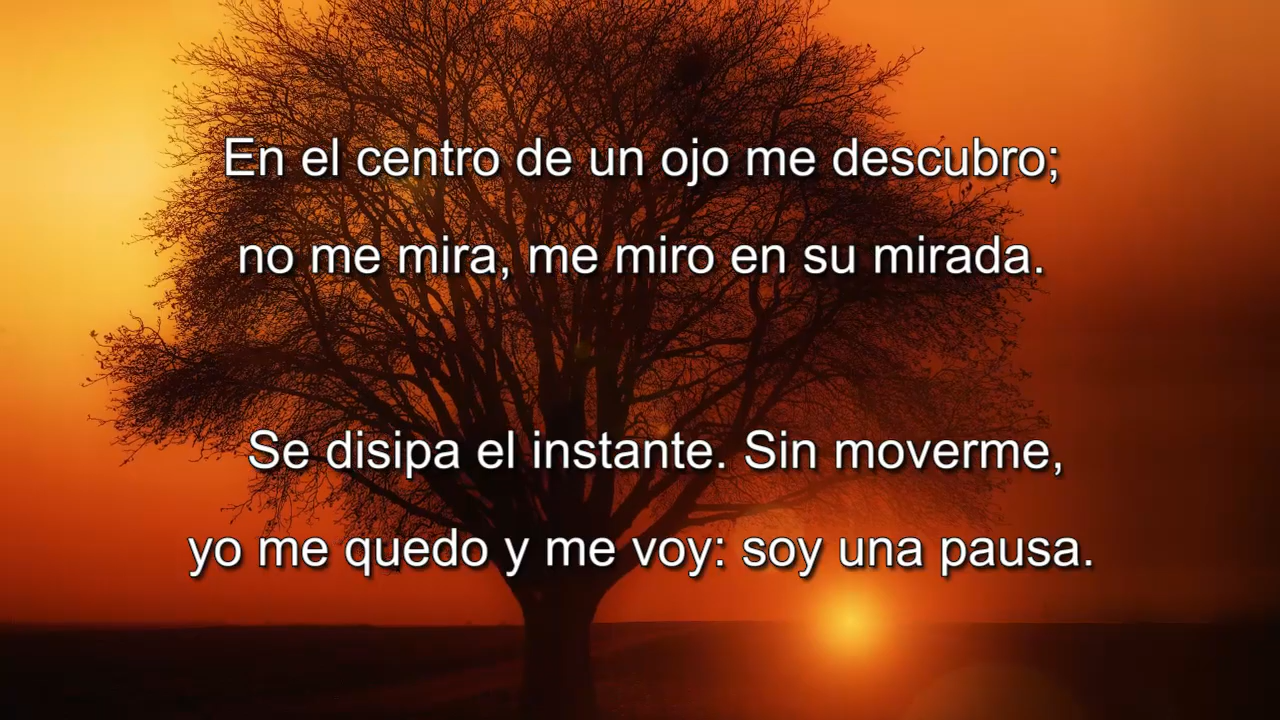 En el centro de un ojo me descubro;
no me mira, me miro en su mirada.
Se disipa el instante. Sin moverme,
yo me quedo y me voy: soy una pausa.